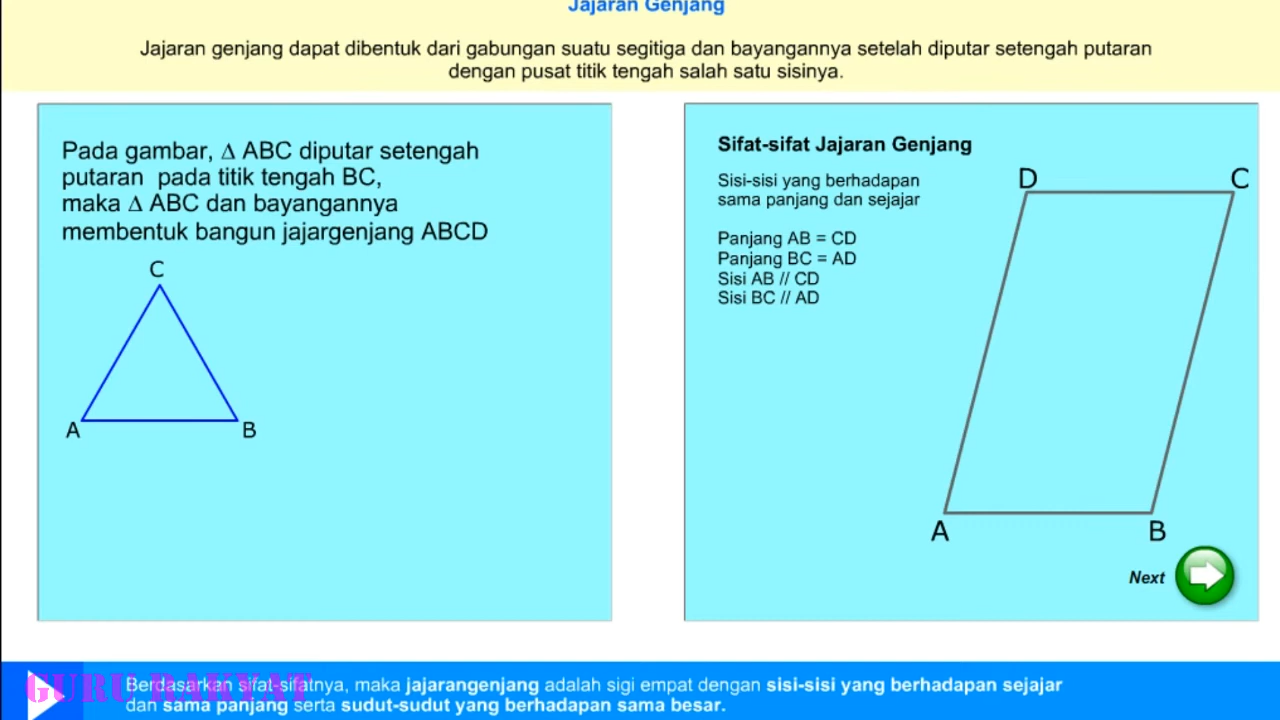 Jajaran Genjang
Jajaran genjang dapat dibentuk dari gabungan suatu segitiga dan bayangannya setelah diputar setengah putaran
dengan pusat titik tengah salah satu sisinya.
Pada gambar, Δ ABC diputar setengah
putaran pada titik tengah BC,
maka Δ ABC dan bayangannya
membentuk bangun jajargenjang ABCD
C
A
B
Sifat-sifat Jajaran Genjang
Sisi-sisi yang berhadapan
sama panjang dan sejajar
Panjang AB = CD
Panjang BC = AD
Sisi AB // CD
Sisi BC // AD
D
C
A
B
Next
GURU RAKYAT
Berdasarkan sifat-sifatnya, maka jajarangenjang adalah sigi empat dengan sisi-sisi yang berhadapan sejajar
dan sama panjang serta sudut-sudut yang berhadapan sama besar.